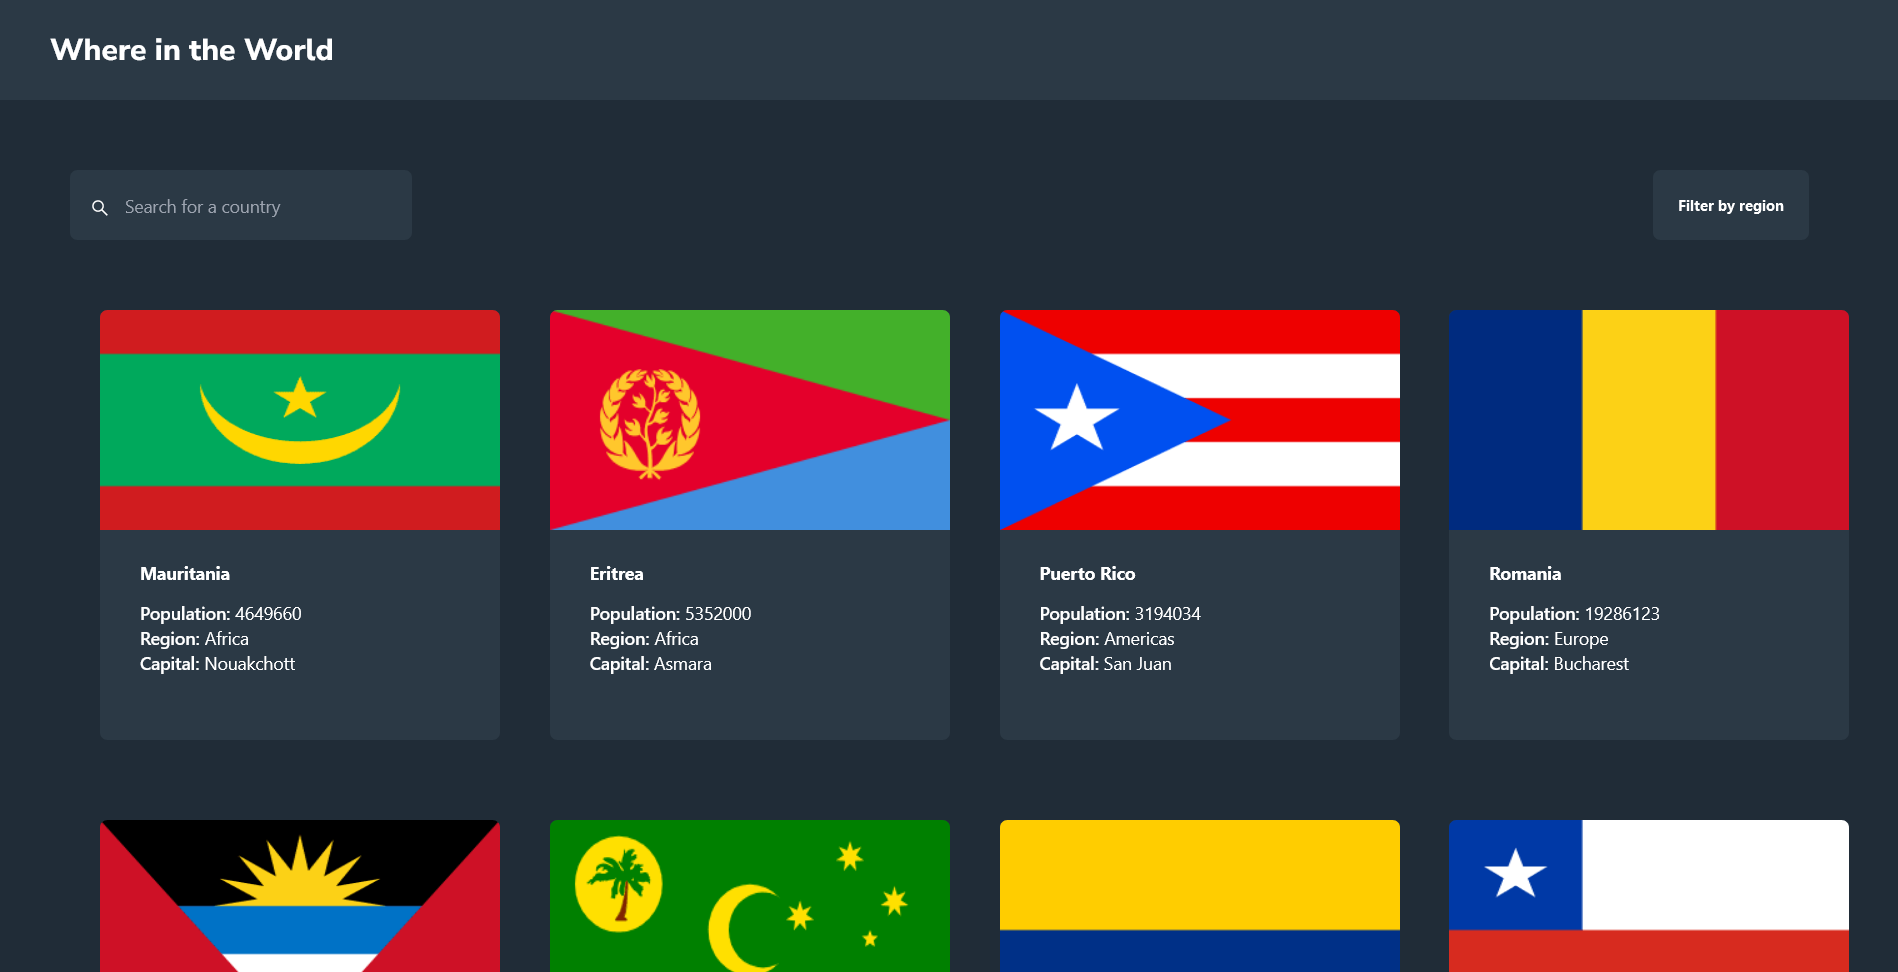 Where in the World
Search for a country
Filter by region
Mauritania
Population: 4649660
Region: Africa
Capital: Nouakchott
Eritrea
Population: 5352000
Region: Africa
Capital: Asmara
Puerto Rico
Population: 3194034
Region: Americas
Capital: San Juan
Romania
Population: 19286123
Region: Europe
Capital: Bucharest